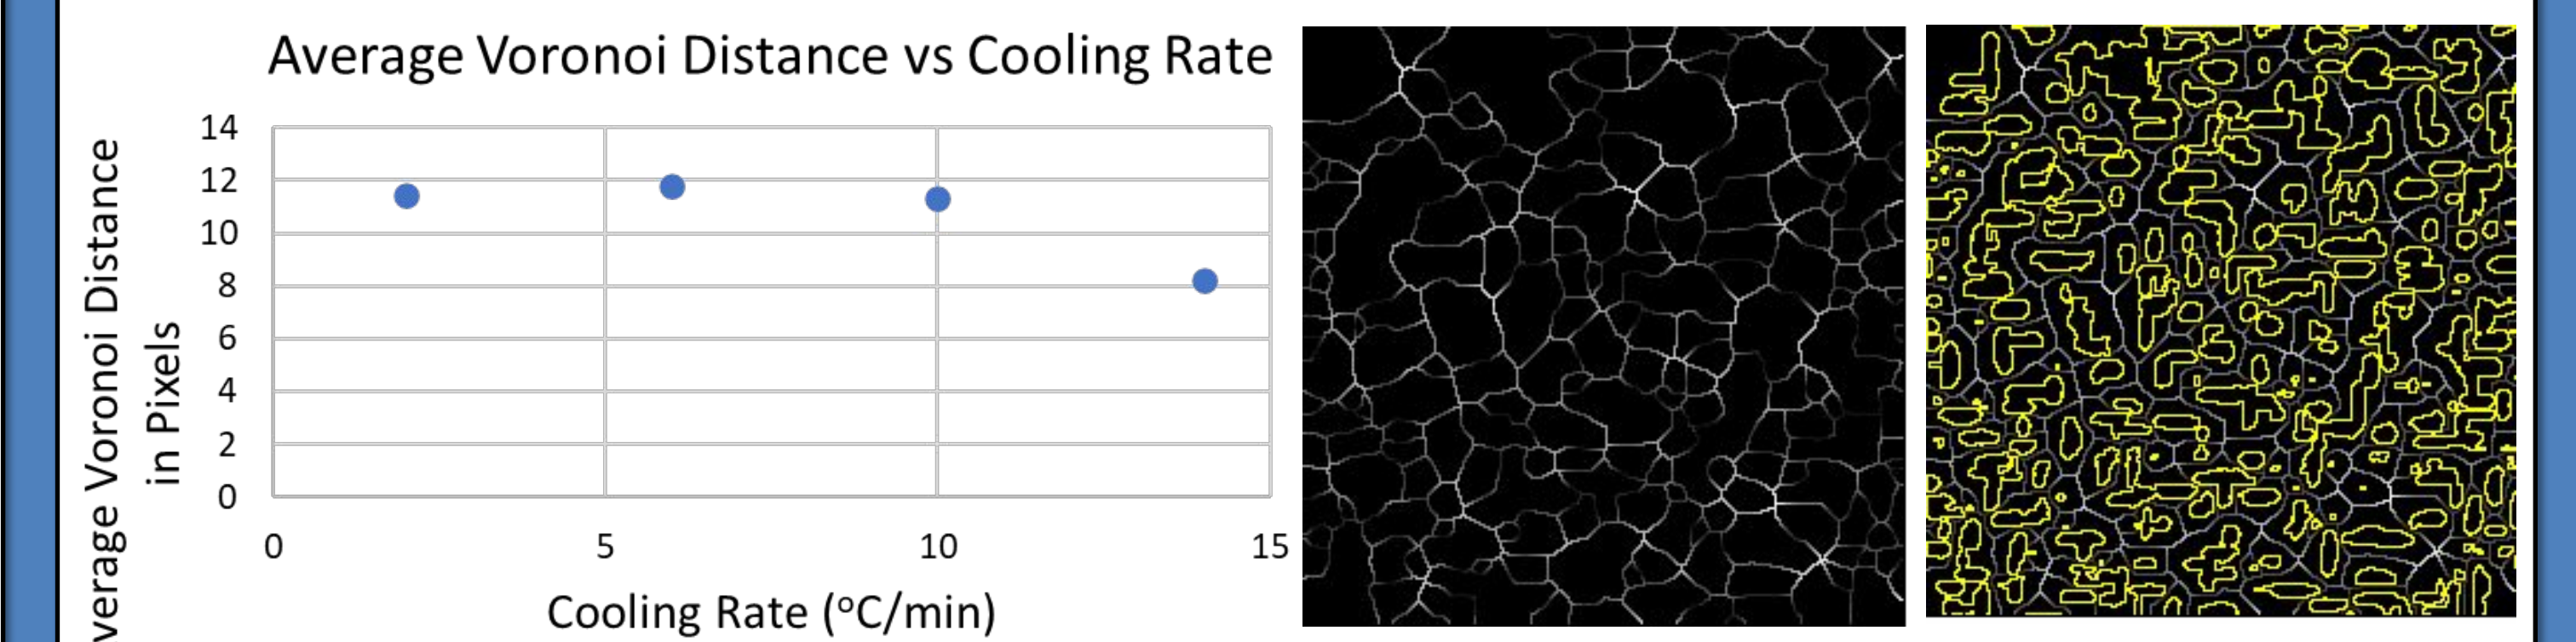 Average Voronoi Distance vs Cooling Rate
verage Voronoi Distance
in Pixels
14
12
10
8
6
4
2
0
0 5 10 15
Cooling Rate (ºC/min)